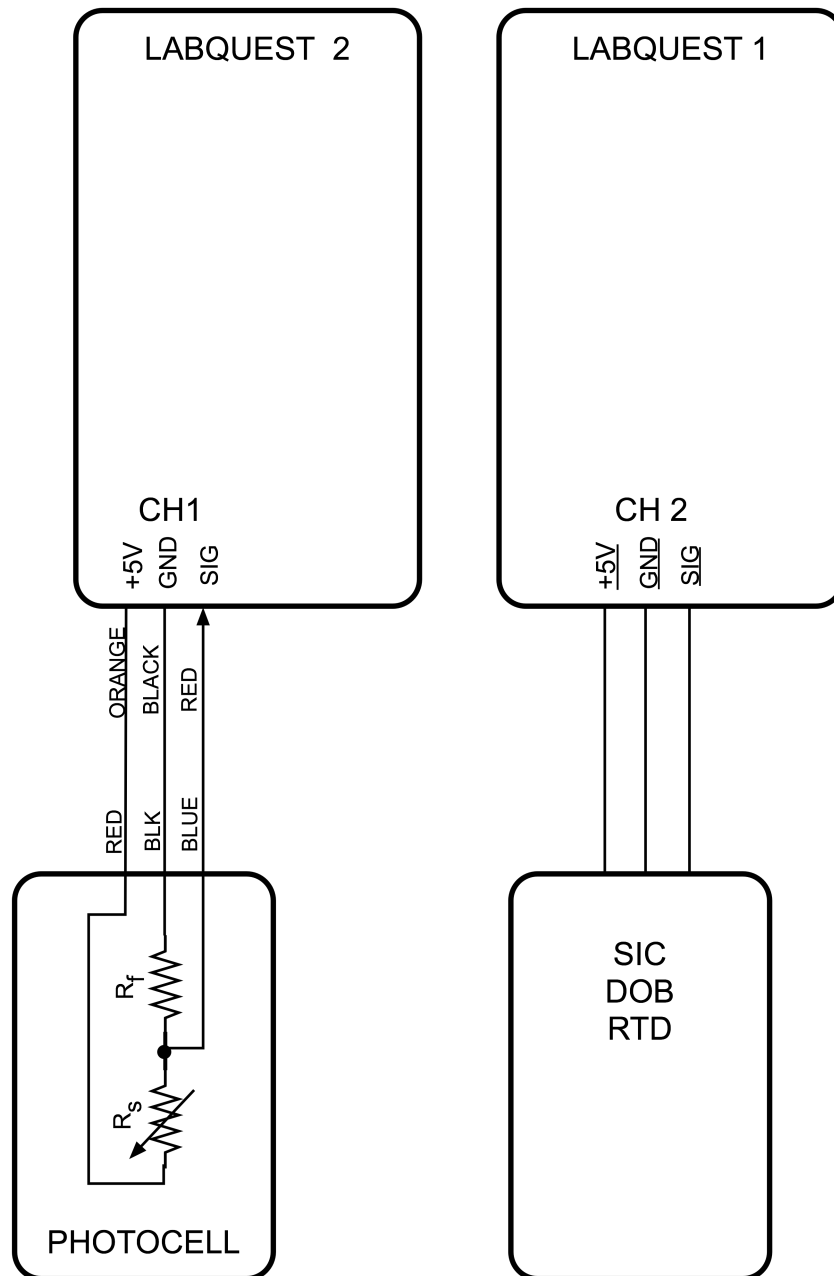 LABQUEST 2
CH1
+5V
GND
SIG
ORANGE
BLACK
RED
RED
BLK
BLUE
Rf
Rs
PHOTOCELL
LABQUEST 1
CH 2
+5V
GND
SIG
SIC
DOB
RTD